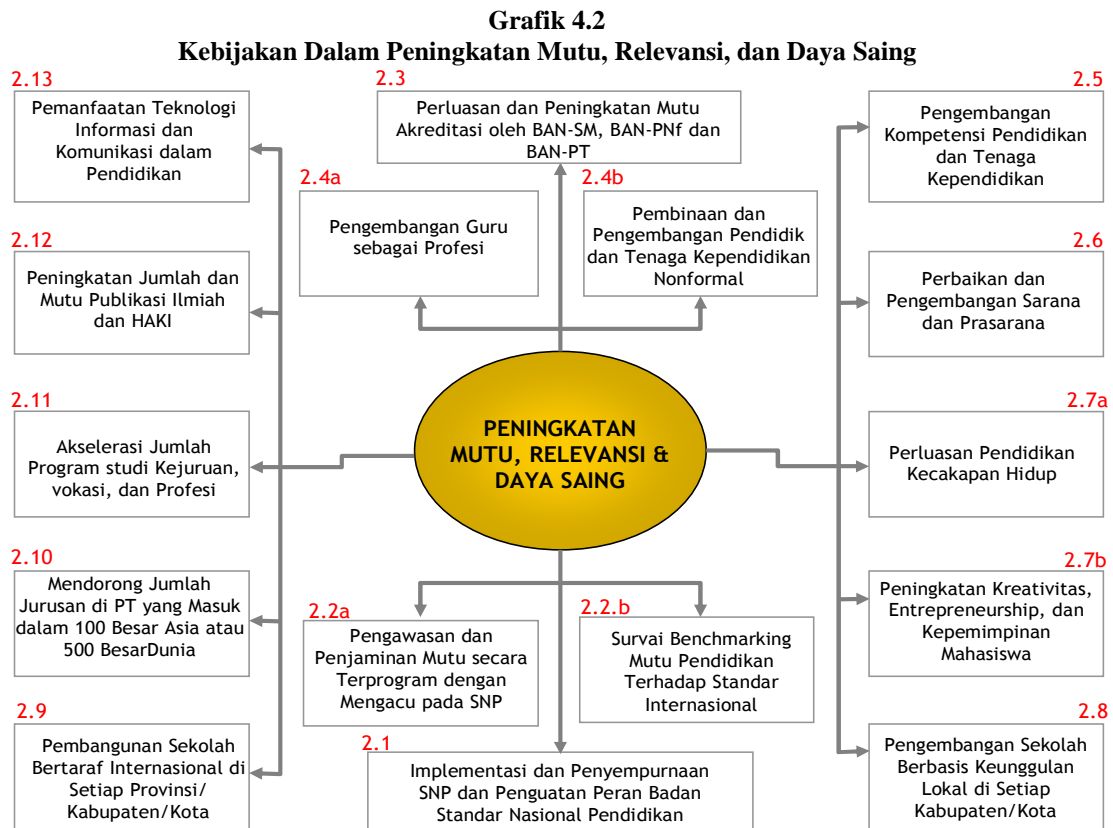 Grafik 4.2
Kebijakan Dalam Peningkatan Mutu, Relevansi, dan Daya Saing
2.13
Pemanfaatan Teknologi
Informasi dan
Komunikasi dalam
Pendidikan
2.3
Perluasan dan Peningkatan Mutu
Akreditasi oleh BAN-SM, BAN-PNf dan
BAN-PT
2.5
Pengembangan
Kompetensi Pendidikan
dan Tenaga
Kependidikan
2.4a
Pengembangan Guru
sebagai Profesi
2.4b
Pembinaan dan
Pengembangan Pendidik
dan Tenaga Kependidikan
Nonformal
2.12
Peningkatan Jumlah dan
Mutu Publikasi Ilmiah
dan HAKI
2.6
Perbaikan dan
Pengembangan Sarana
dan Prasarana
2.11
Akselerasi Jumlah
Program studi Kejuruan,
vokasi, dan Profesi
PENINGKATAN
MUTU, RELEVANSI &
DAYA SAING
2.7a
Perluasan Pendidikan
Kecakapan Hidup
2.10
Mendorong Jumlah
Jurusan di PT yang Masuk
dalam 100 Besar Asia atau
500 BesarDunia
2.2a
Pengawasan dan
Penjaminan Mutu secara
Terprogram dengan
Mengacu pada SNP
2.2.b
Survai Benchmarking
Mutu Pendidikan
Terhadap Standar
Internasional
2.7b
Peningkatan Kreativitas,
Entrepreneurship, dan
Kepemimpinan
Mahasiswa
2.9
Pembangunan Sekolah
Bertaraf Internasional di
Setiap Provinsi/
Kabupaten/Kota
2.1
Implementasi dan Penyempurnaan
SNP dan Penguatan Peran Badan
Standar Nasional Pendidikan
2.8
Pengembangan Sekolah
Berbasis Keunggulan
Lokal di Setiap
Kabupaten/Kota